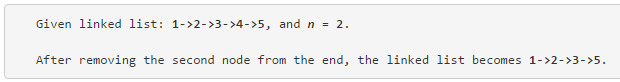 Given linked list: 1->2->3->4->5, and n = 2.
After removing the second node from the end, the linked list becomes 1->2->3->5.